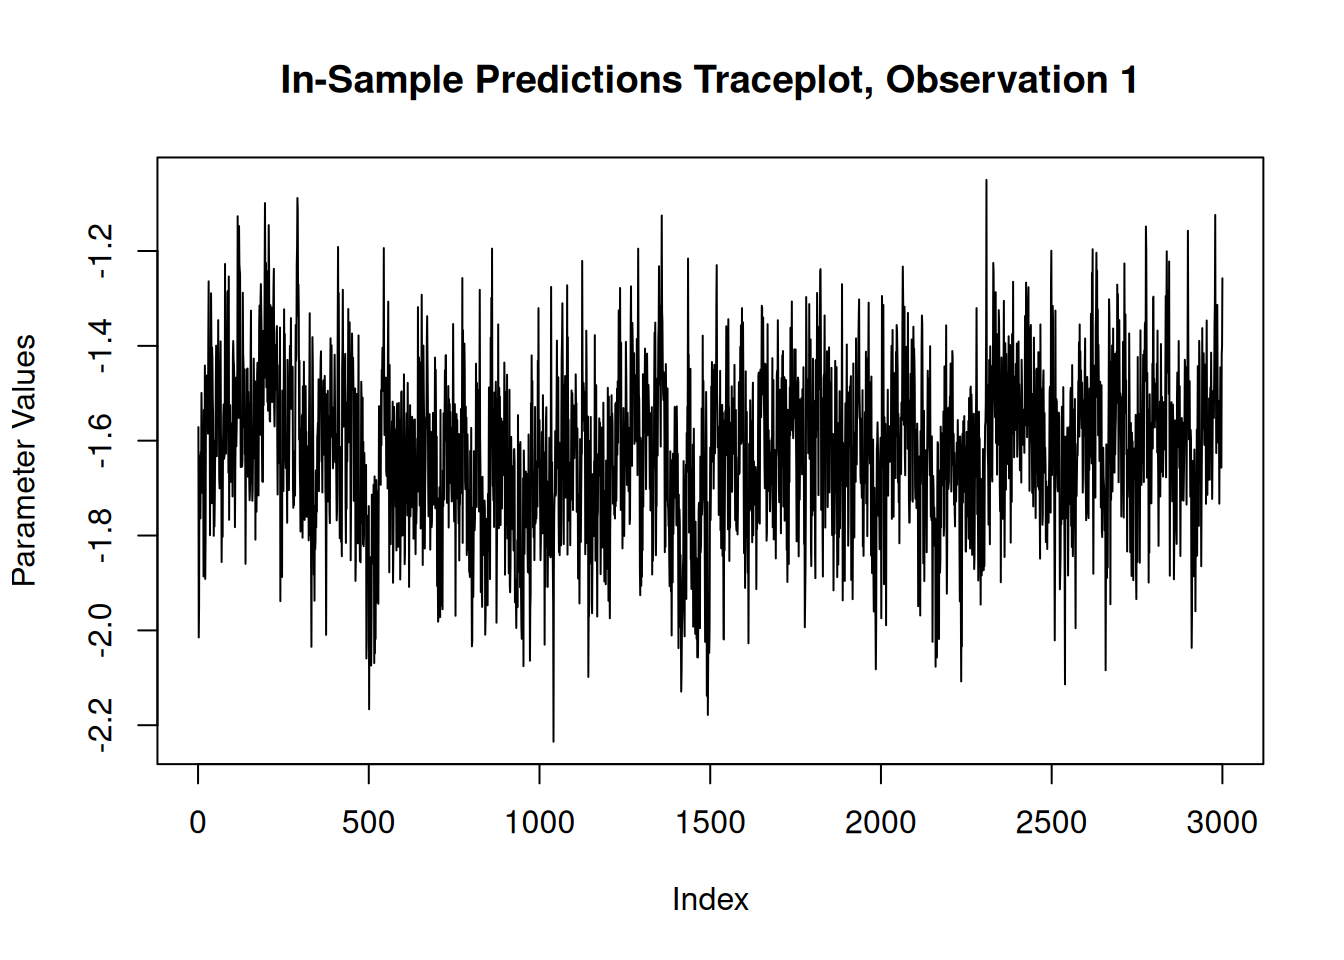 In-Sample Predictions Traceplot, Observation 1
Parameter Values
-1.2
-1.4
-1.6
-1.8
-2.0
-2.2
0 500 1000 1500 2000 2500 3000
Index